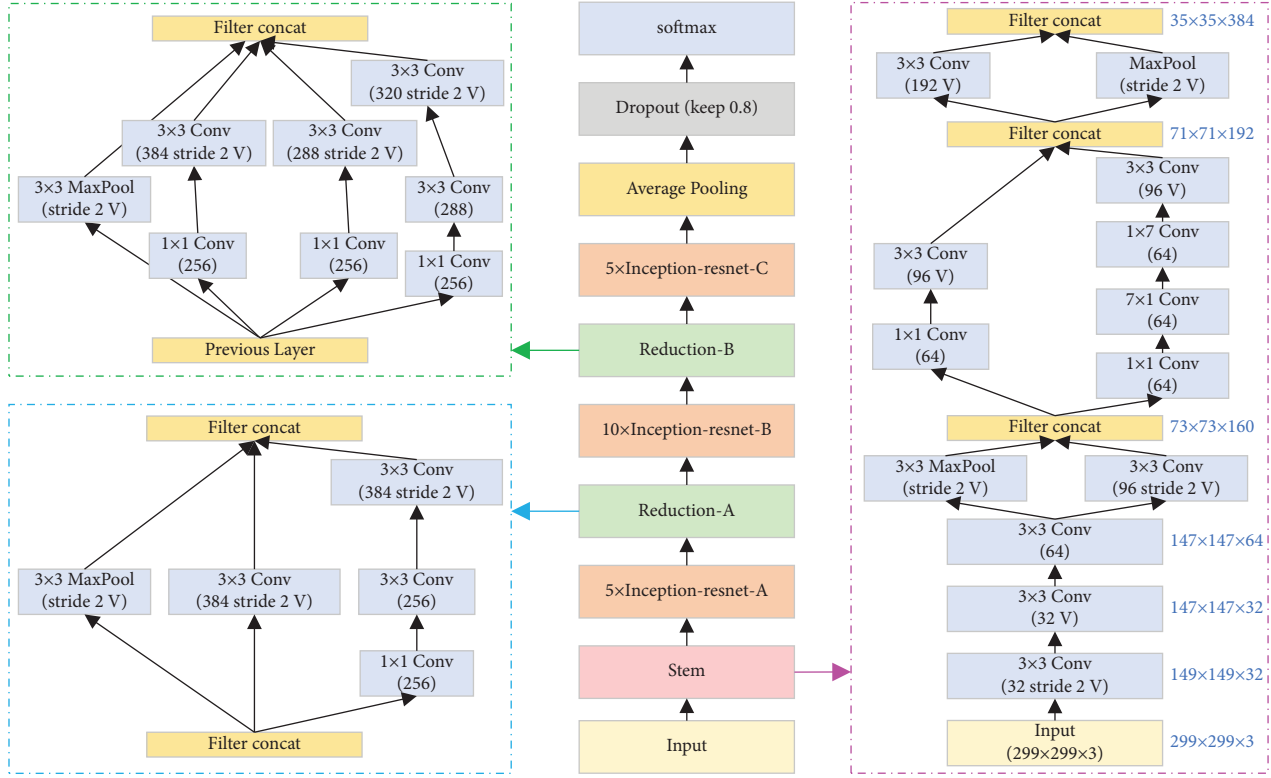 Filter concat
3×3 Conv
(320 stride 2 V)
3×3 Conv
(384 stride 2 V)
3×3 Conv
(288 stride 2 V)
3×3 MaxPool
(stride 2 V)
3×3 Conv
(288)
1×1 Conv
(256)
1×1 Conv
(256)
1×1 Conv
(256)
Previous Layer
Filter concat
3×3 Conv
(384 stride 2 V)
3×3 MaxPool
(stride 2 V)
3×3 Conv
(384 stride 2 V)
3×3 Conv
(256)
1×1 Conv
(256)
Filter concat
softmax
Dropout (keep 0.8)
Average Pooling
5×Inception-resnet-C
Reduction-B
10×Inception-resnet-B
Reduction-A
5×Inception-resnet-A
Stem
Input
Filter concat 35×35×384
3×3 Conv
(192 V)
MaxPool
(stride 2 V)
Filter concat 71×71×192
3×3 Conv
(96 V)
1×7 Conv
(64)
3×3 Conv
(96 V)
7×1 Conv
(64)
1×1 Conv
(64)
1×1 Conv
(64)
Filter concat 73×73×160
3×3 MaxPool
(stride 2 V)
3×3 Conv
(96 stride 2 V)
3×3 Conv
(64)
147×147×64
3×3 Conv
(32 V)
147×147×32
3×3 Conv
(32 stride 2 V)
149×149×32
Input
(299×299×3)
299×299×3